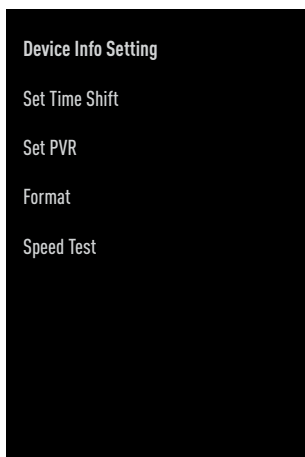 Device Info Setting
Set Time Shift
Set PVR
Format
Speed Test